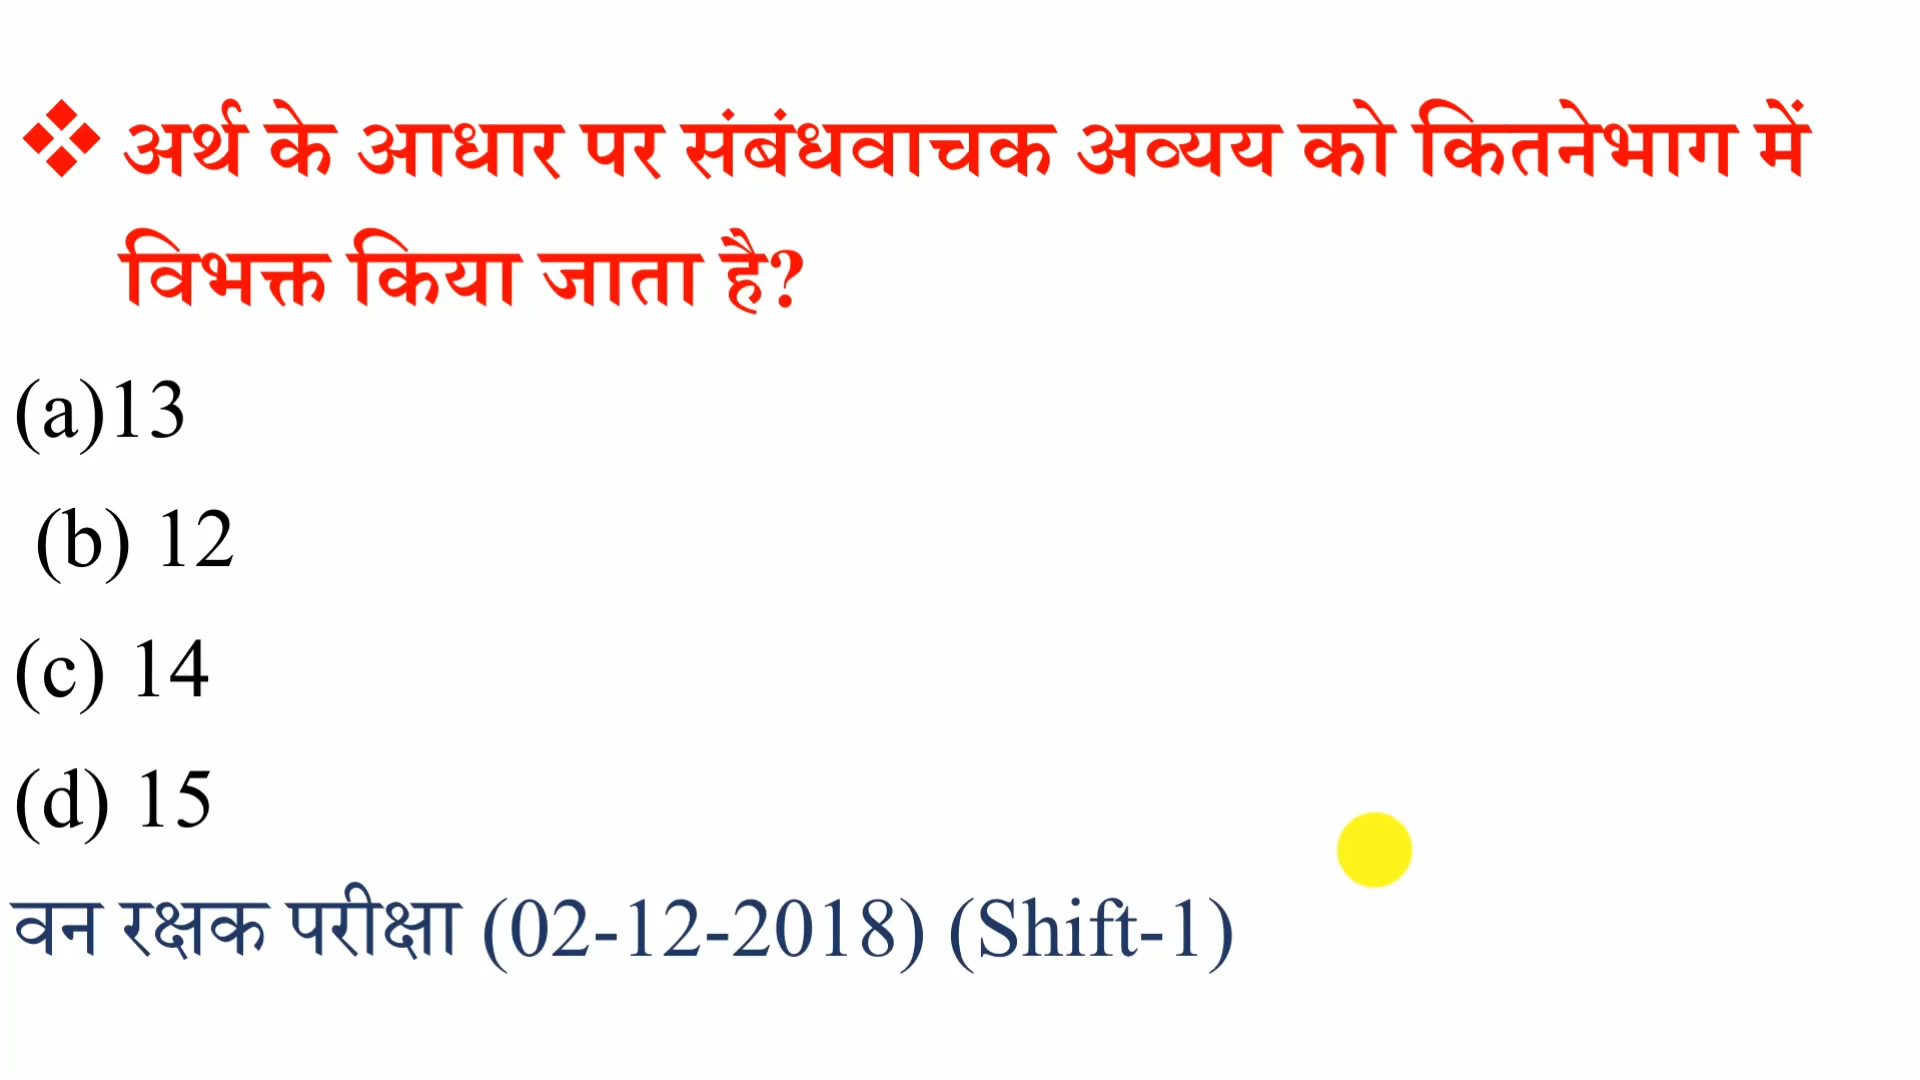 ❖ अर्थ के आधार पर संबंधवाचक अव्यय को कितनेभाग में
विभक्त किया जाता है?
(a)13
(b) 12
(c) 14
(d) 15
वन रक्षक परीक्षा (02-12-2018) (Shift-1)